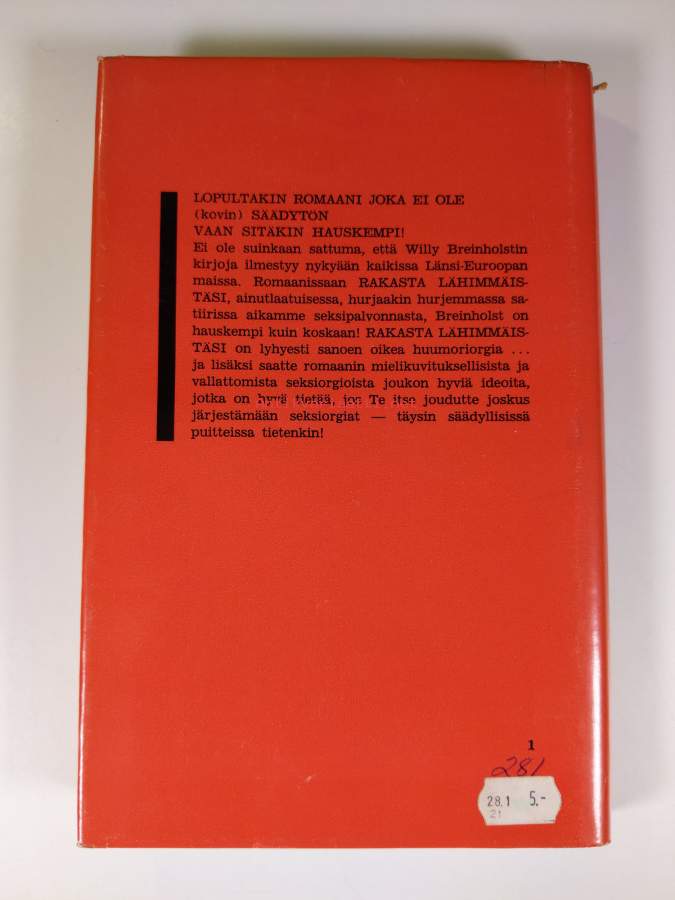 LOPULTAKIN ROMAANI JOKA EI OLE
(kovin) SÄÄDYTÖN
VAAN SITÄKIN HAUSKEMPI!
Ei ole suinkaan sattuma, että Willy Breinholstin
kirjoja ilmestyy nykyään kaikissa Länsi-Euroopan
maissa. Romaanissaan RAKASTA LÄHIMMÄIS-
TÄSI, ainutlaatuisessa, hurjaakin hurjemmassa sa-
tiirissa aikamme seksipalvonnasta, Breinholst on
hauskempi kuin koskaan! RAKASTA LÄHIMMÄIS-
TÄSI on lyhyesti sanoen oikea huumoriorgia ...
ja lisäksi saatte romaanin mielikuvituksellisista ja
vallattomista seksiorgioista joukon hyviä ideoita,
jotka on hyvä tietää, jos Te itse joudutte joskus
järjestämään seksiorgiat — täysin säädyllisissä
puitteissa tietenkin!
1
281
28.1 5.-
21